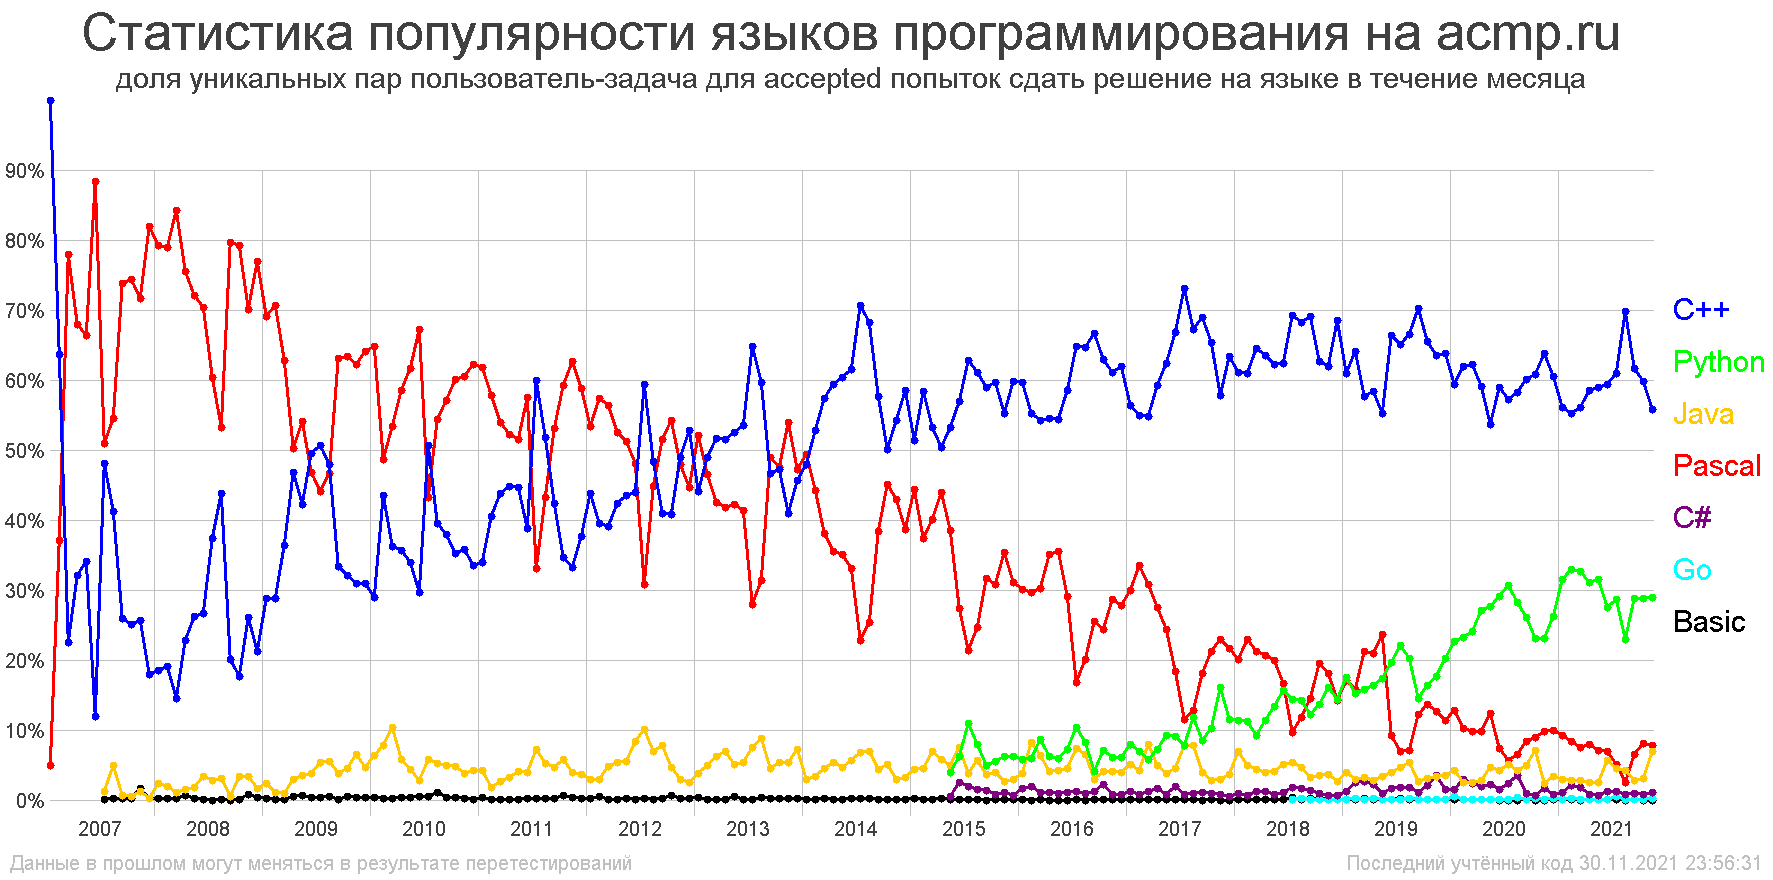 Статистика популярности языков программирования на acmp.ru
доля уникальных пар пользователь-задача для accepted попыток сдать решение на языке в течение месяца
90%
80%
70%
60%
50%
40%
30%
20%
10%
0%
C++
Python
Java
Pascal
C#
Go
Basic
2007 2008 2009 2010 2011 2012 2013 2014 2015 2016 2017 2018 2019 2020 2021
Данные в прошлом могут меняться в результате перетестирований
Последний учтённый код 30.11.2021 23:56:31